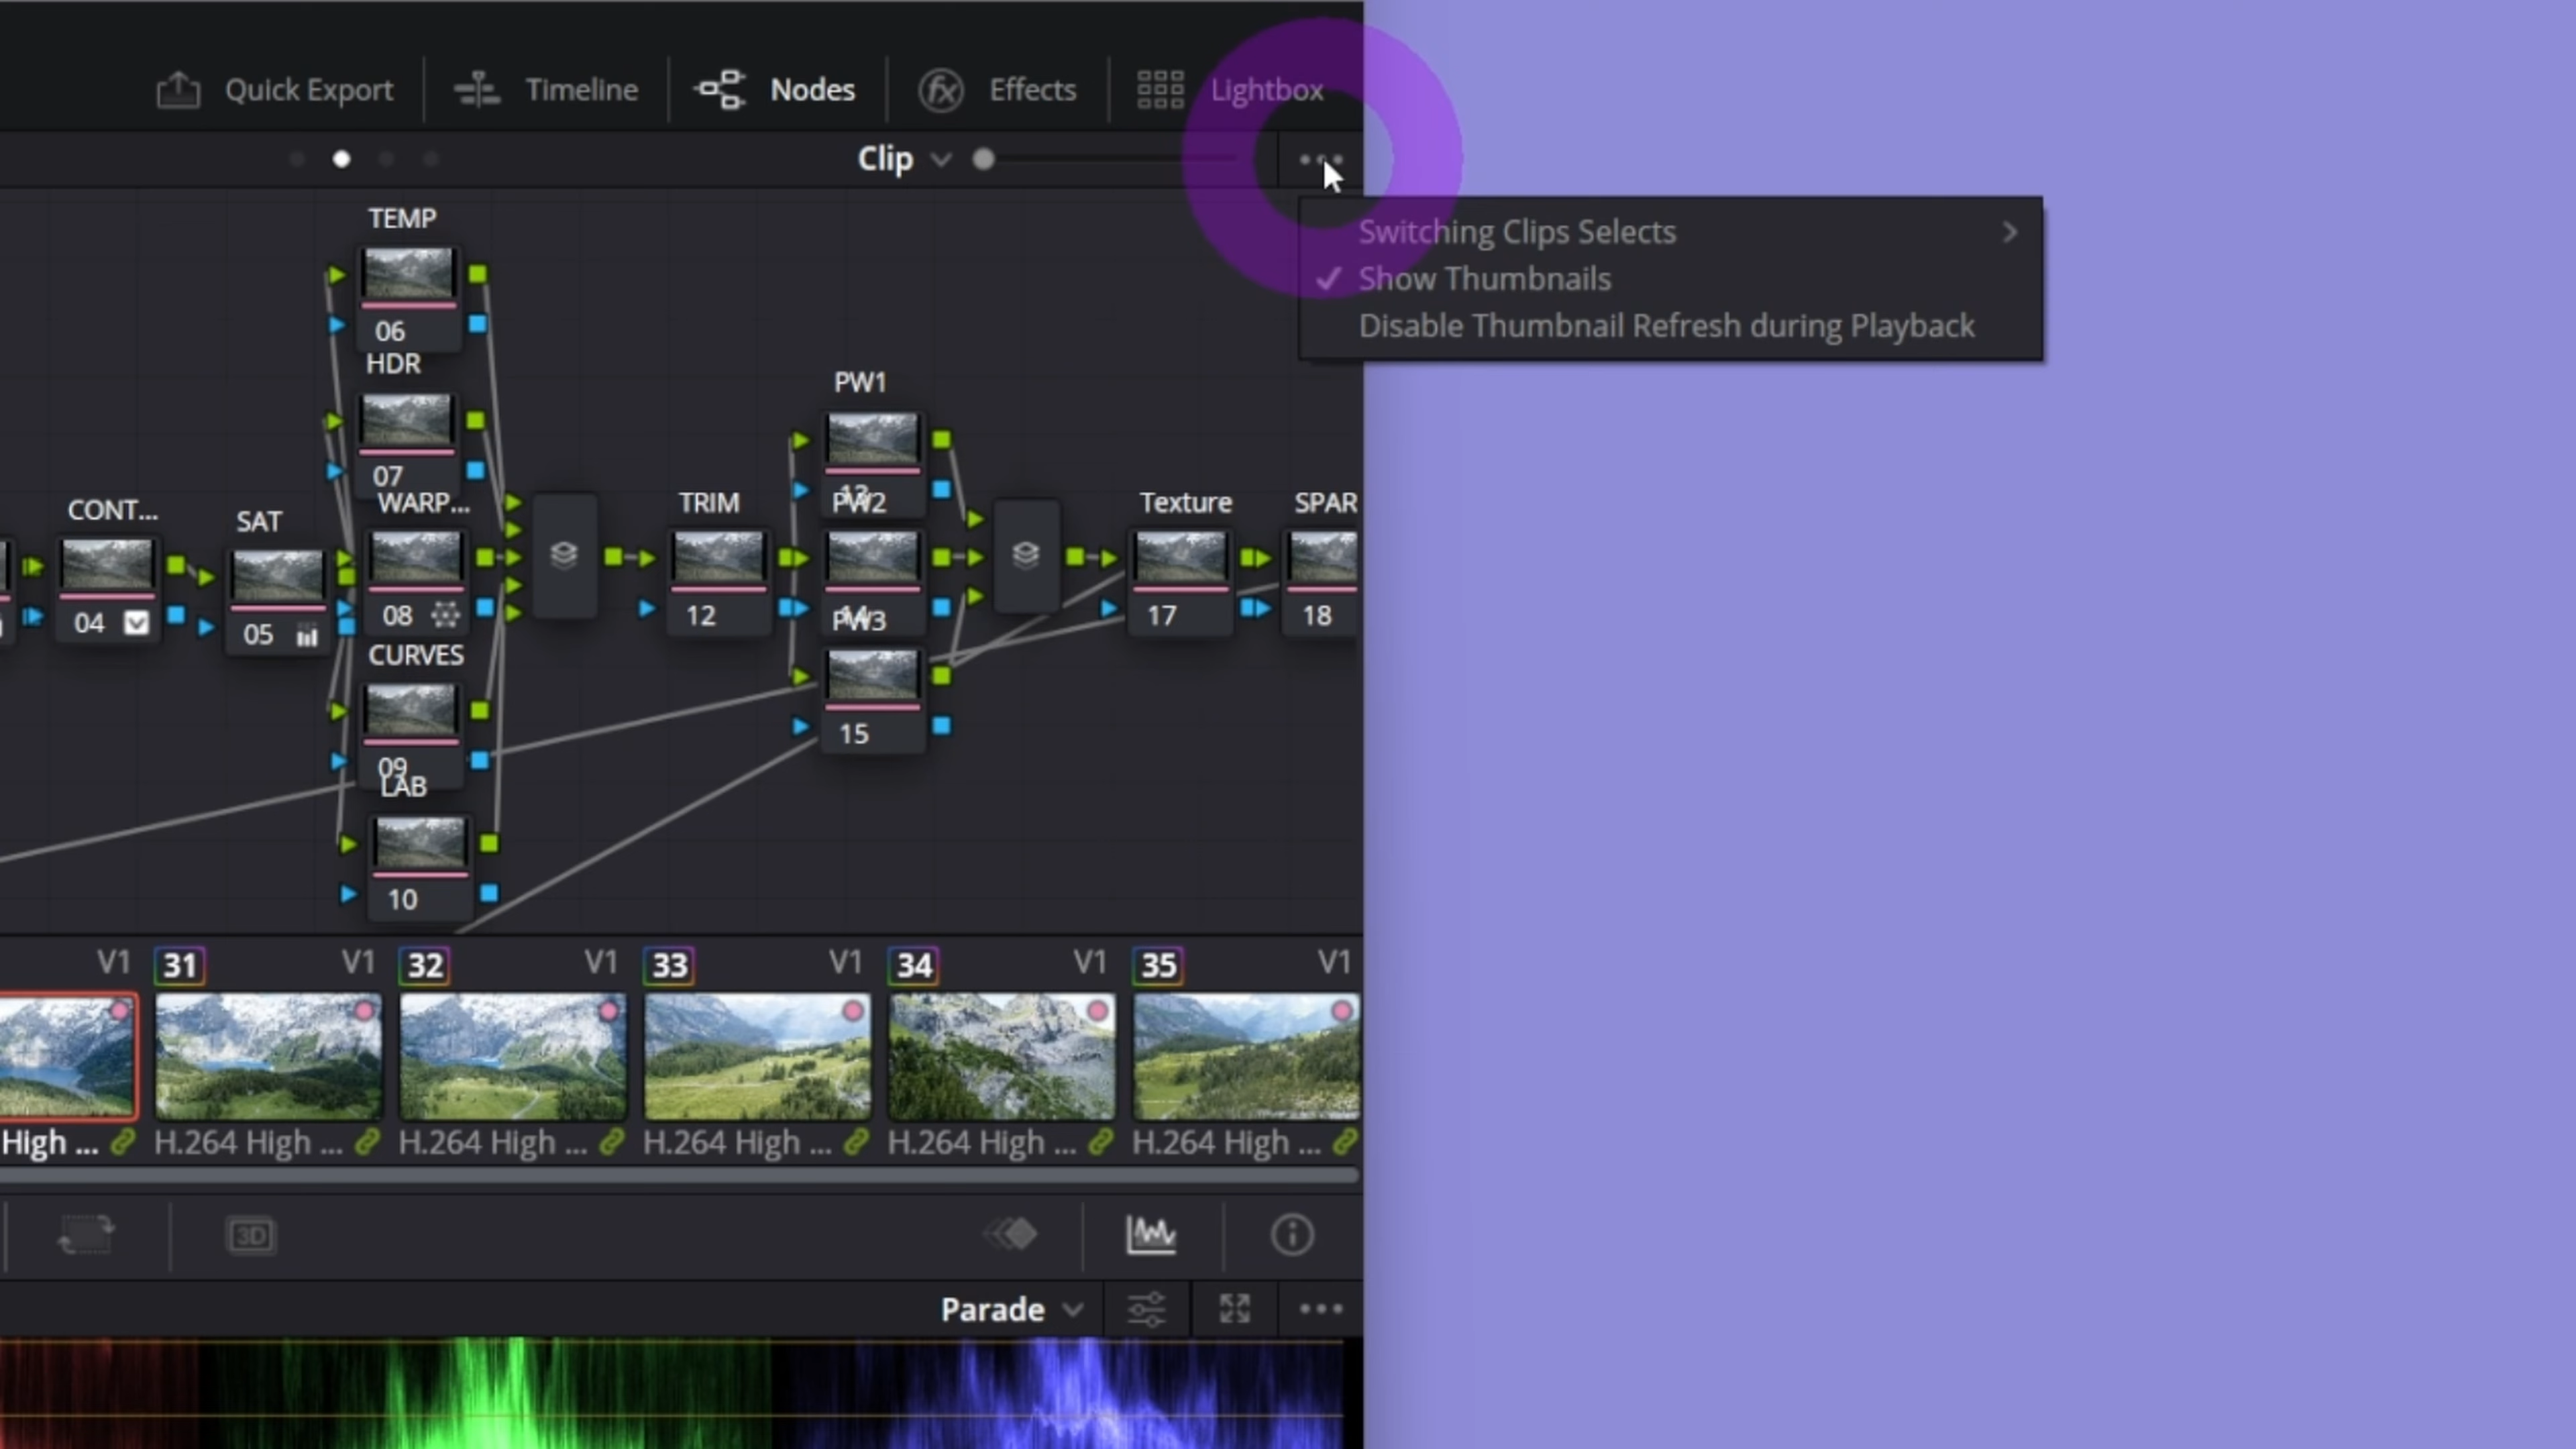 Quick Export
Timeline
Nodes
Effects
Lightbox
Clip
Switching Clips Selects
Show Thumbnails
Disable Thumbnail Refresh during Playback
TEMP
06
HDR
07
WARP...
08
CURVES
09
LAB
10
CONT...
04
SAT
05
TRIM
12
PW1
13
PW2
14
PW3
15
Texture
17
SPAR
18
V1
31 V1
32 V1
33 V1
34 V1
35 V1
High ...
H.264 High ...
H.264 High ...
H.264 High ...
H.264 High ...
H.264 High ...
3D
Parade